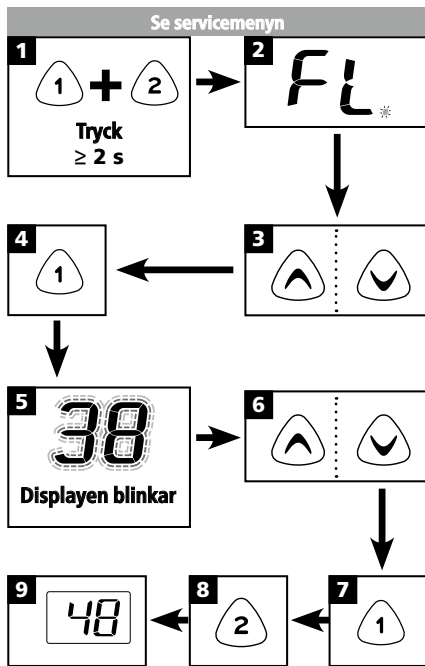 Se servicemenyn
1
1 + 2
Tryck
≥ 2 s
2
FL
3
4
1
5
38
Displayen blinkar
6
7
1
8
2
9
48